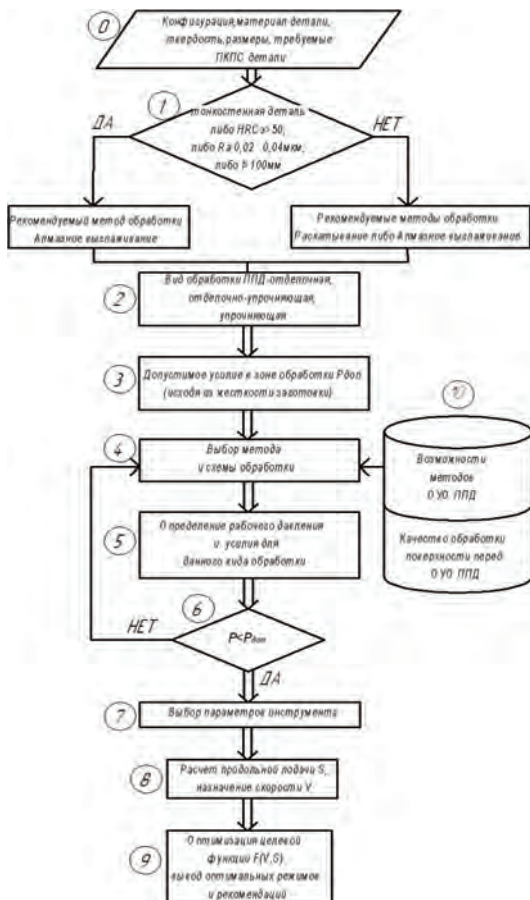 0
Конфигурация, материал детали,
твердость, размеры, требуемые
ПКПС детали
1
тонкостенная деталь
либо HRCэ>50,
либо Ra 0,02 0,04мкм,
100мм
ДА
НЕТ
Рекомендуемый метод обработки
Алмазное выглаживание
Рекомендуемые методы обработки
Раскатывание либо Алмазное выглаживание
2
Вид обработки ППД-отделочная,
отделочно-упрочняющая,
упрочняющая
3
Допустимое усилие в зоне обработки Рдоп
(исходя из жесткости заготовки)
4
Выбор метода
и схемы обработки
10
Возможности
методов
ОУО ППД
Качество обработки
поверхности перед
ОУО ППД
5
Определение рабочего давления
и усилия для
данного вида обработки
6
Р<Рдоп
НЕТ
ДА
7
Выбор параметров инструмента
8
Расчет продольной подачи S,
назначение скорости V
9
Оптимизация целевой
функции F(V,S)
вывод оптимальных режимов
и рекомендаций